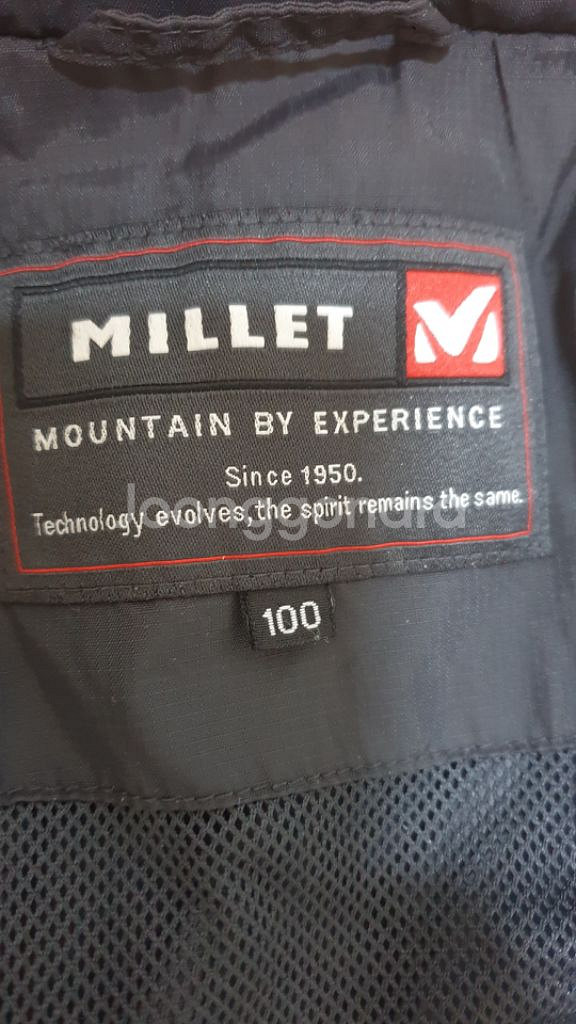 MILLET
MOUNTAIN BY EXPERIENCE
Since 1950.
Technology evolves, the spirit remains the same.
100